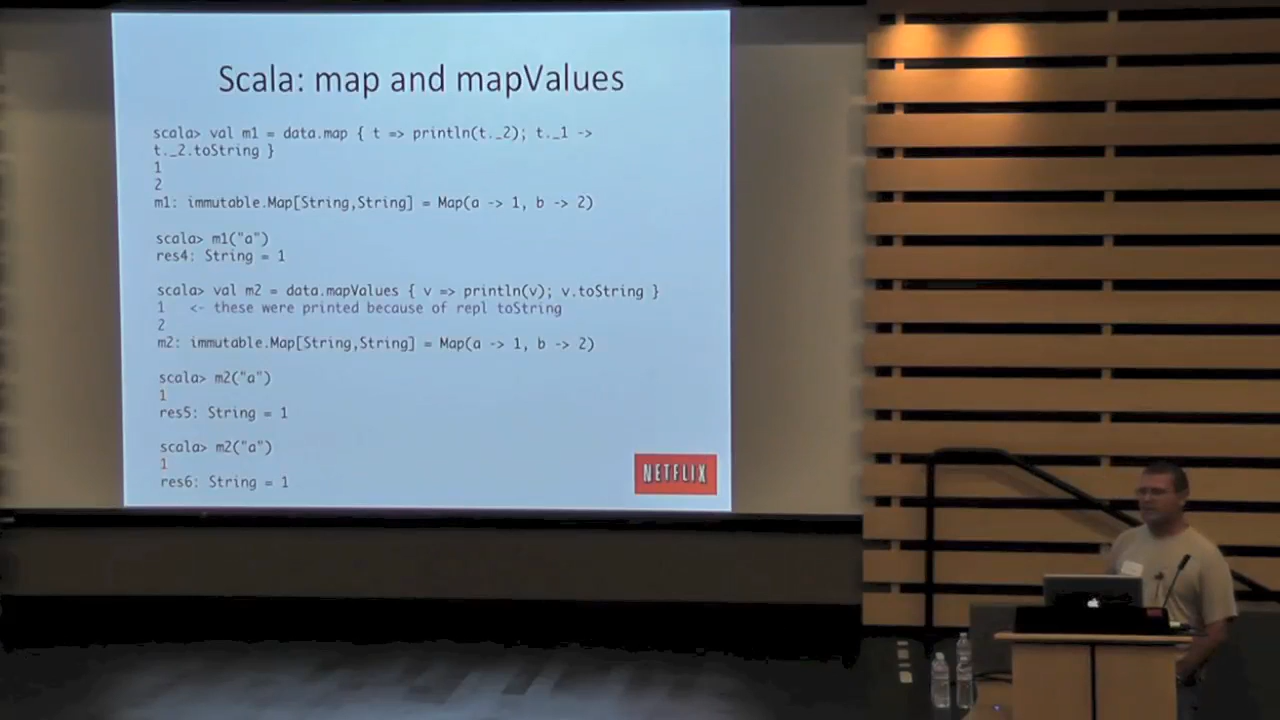 Scala: map and mapValues
scala> val m1 = data.map { t => println(t._2); t._1 ->
t._2.toString }
1
2
m1: immutable.Map[String,String] = Map(a -> 1, b -> 2)
scala> m1("a")
res4: String = 1
scala> val m2 = data.mapValues { v => println(v); v.toString }
1 <- these were printed because of repl toString
2
m2: immutable.Map[String,String] = Map(a -> 1, b -> 2)
scala> m2("a")
1
res5: String = 1
scala> m2("a")
1
res6: String = 1
NETFLIX